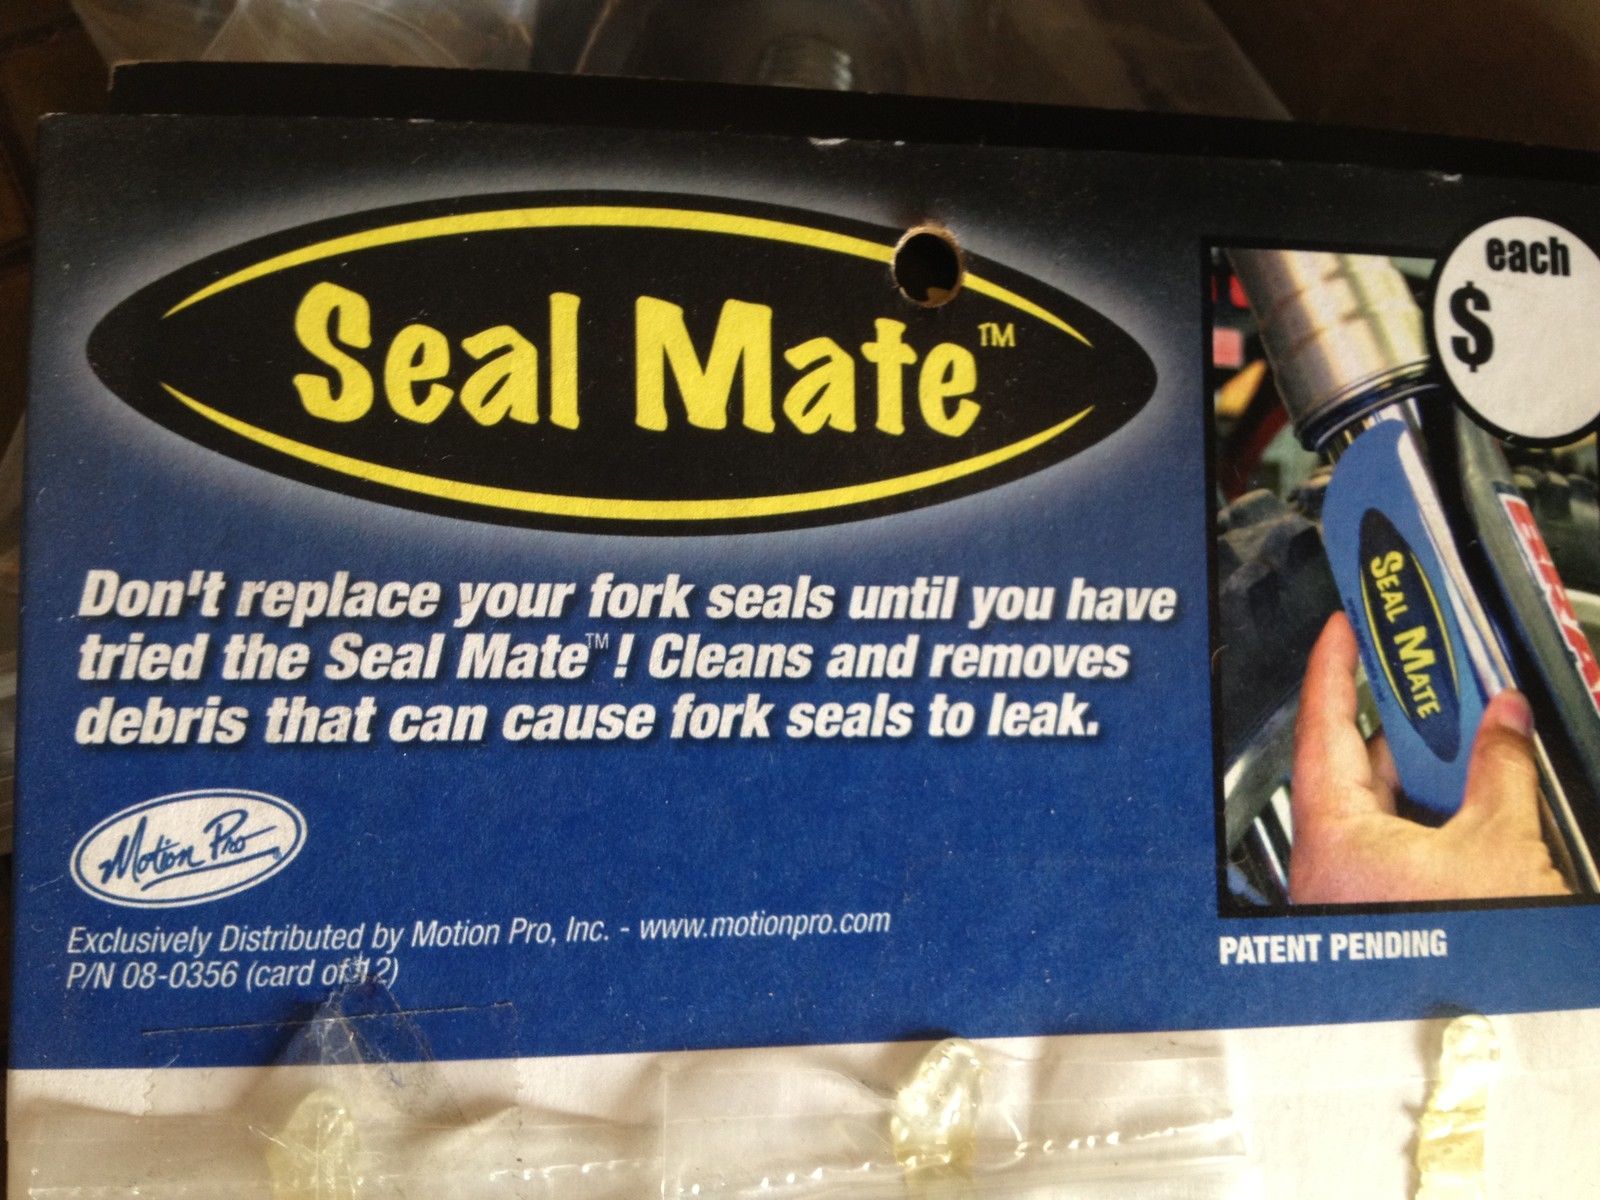 Seal Mate™
each
$
Don't replace your fork seals until you have
tried the Seal Mate™! Cleans and removes
debris that can cause fork seals to leak.
SEAL MATE
Motion Pro®
Exclusively Distributed by Motion Pro, Inc. - www.motionpro.com
P/N 08-0356 (card of 12)
PATENT PENDING